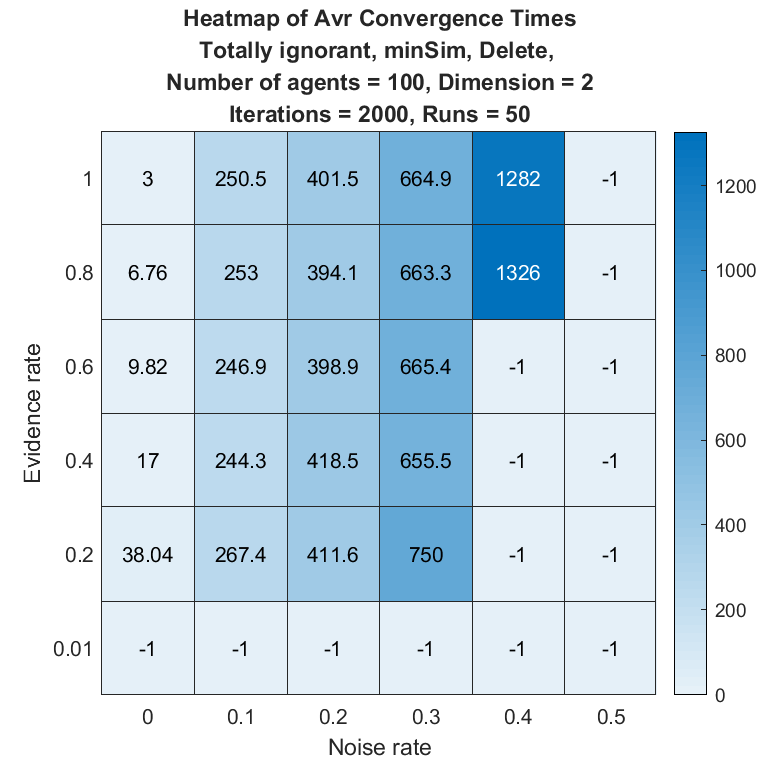 Heatmap of Avr Convergence Times
Totally ignorant, minSim, Delete,
Number of agents = 100, Dimension = 2
Iterations = 2000, Runs = 50
1 3 250.5 401.5 664.9 1282 -1
0.8 6.76 253 394.1 663.3 1326 -1
0.6 9.82 246.9 398.9 665.4 -1 -1
0.4 17 244.3 418.5 655.5 -1 -1
0.2 38.04 267.4 411.6 750 -1 -1
0.01 -1 -1 -1 -1 -1 -1
0 0.1 0.2 0.3 0.4 0.5
Noise rate
Evidence rate
1200
1000
800
600
400
200
0